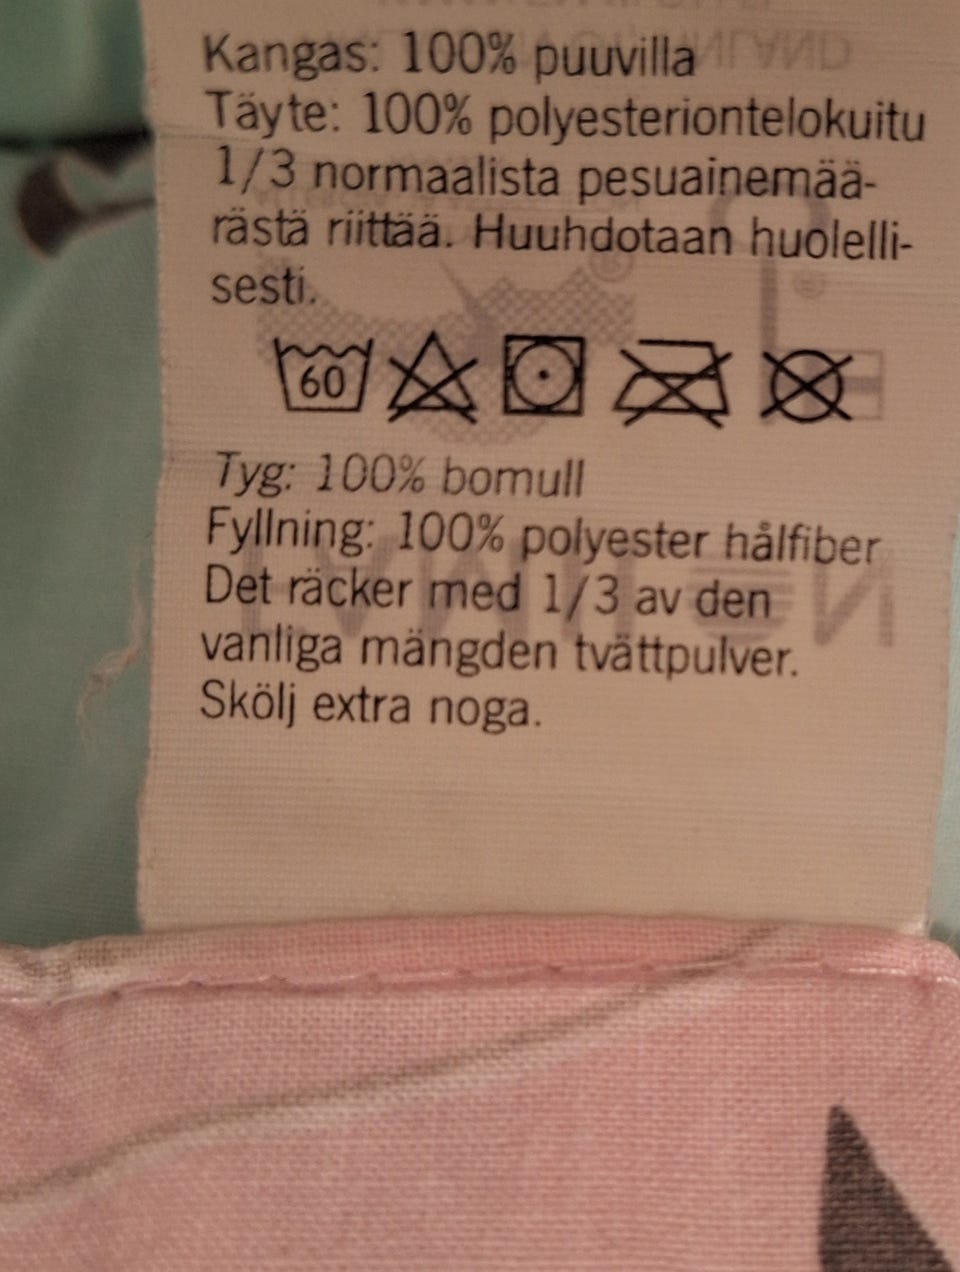 Kangas: 100% puuvilla
Täyte: 100% polyesteriontelokuitu
1/3 normaalista pesuainemää-
rästä riittää. Huuhdotaan huolelli-
sesti.
60
Tyg: 100% bomull
Fyllning: 100% polyester hålfiber
Det räcker med 1/3 av den
vanliga mängden tvättpulver.
Skölj extra noga.